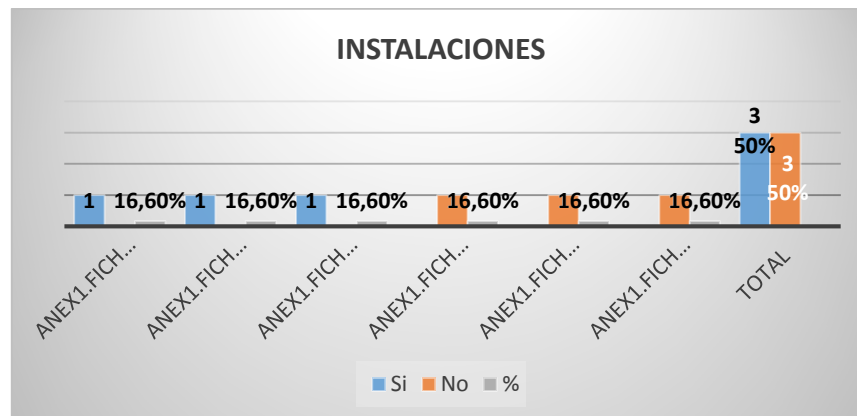 INSTALACIONES
3
50%
3
50%
1 16,60% 1 16,60% 1 16,60% 16,60% 16,60% 16,60%
ANEX1.FICH…
ANEX1.FICH…
ANEX1.FICH…
ANEX1.FICH…
ANEX1.FICH…
ANEX1.FICH…
TOTAL
Si No %